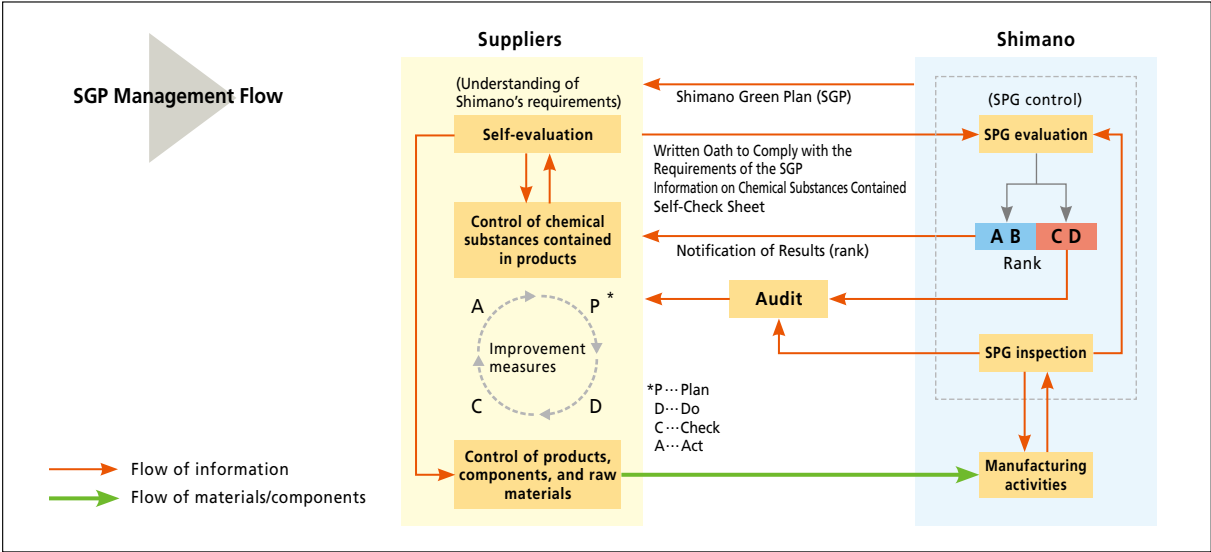 SGP Management Flow
Suppliers
Shimano
(Understanding of
Shimano's requirements)
Self-evaluation
Control of chemical
substances contained
in products
A
P *
Improvement
measures
C
D
Control of products,
components, and raw
materials
Shimano Green Plan (SGP)
Written Oath to Comply with the
Requirements of the SGP
Information on Chemical Substances Contained
Self-Check Sheet
Notification of Results (rank)
Audit
*P…Plan
D…Do
C…Check
A…Act
(SPG control)
SPG evaluation
A B
C D
Rank
SPG inspection
Manufacturing
activities
Flow of information
Flow of materials/components